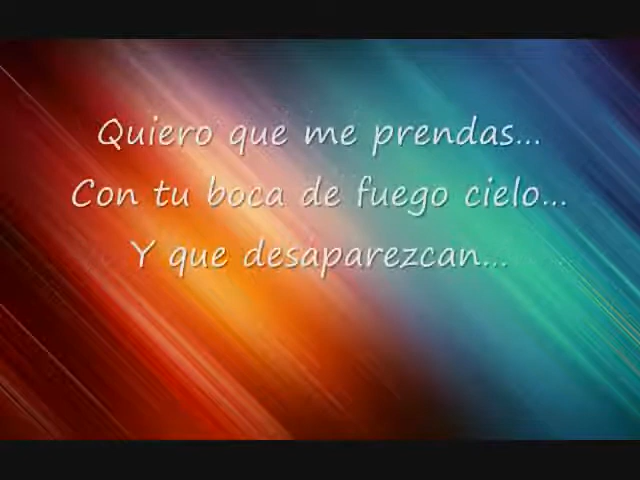 Quiero que me prendas...
Con tu boca de fuego cielo...
Y que desaparezcan...